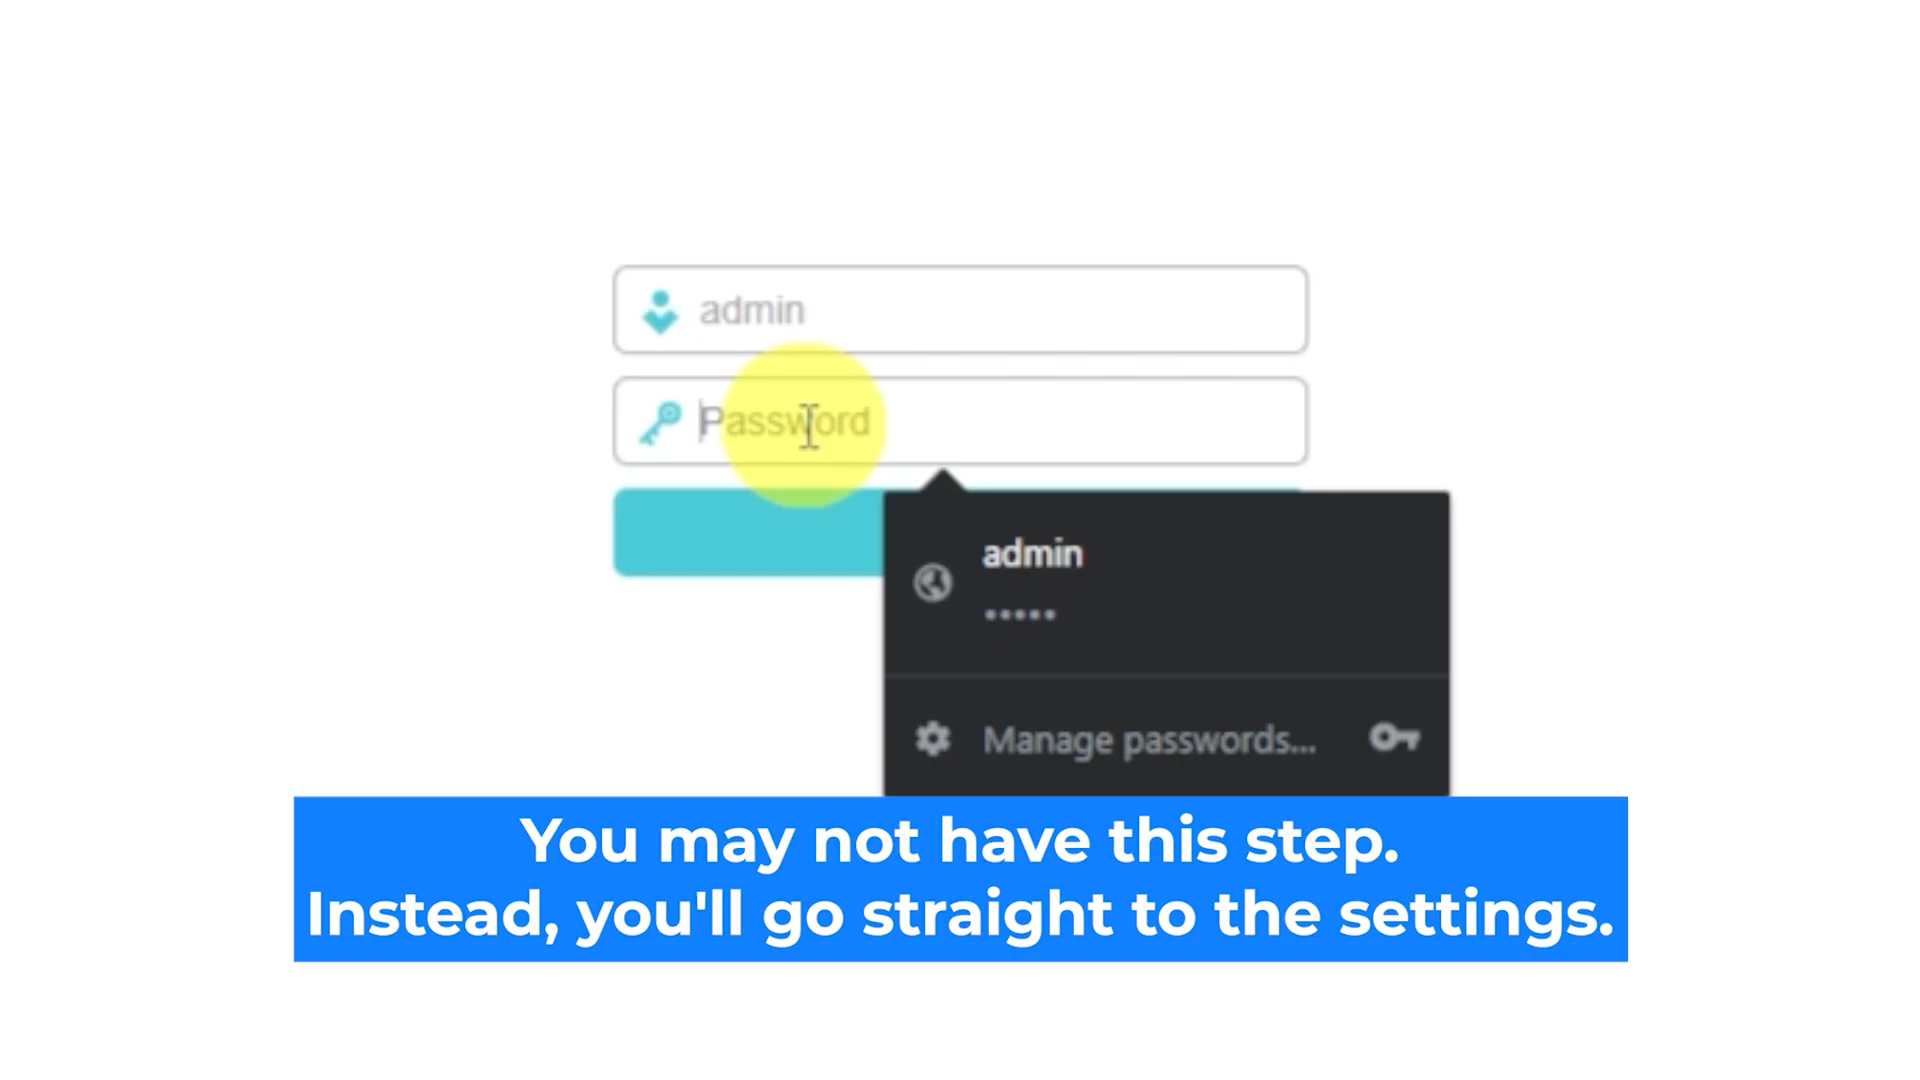 admin
Password
admin
•••••
Manage passwords...
You may not have this step.
Instead, you'll go straight to the settings.